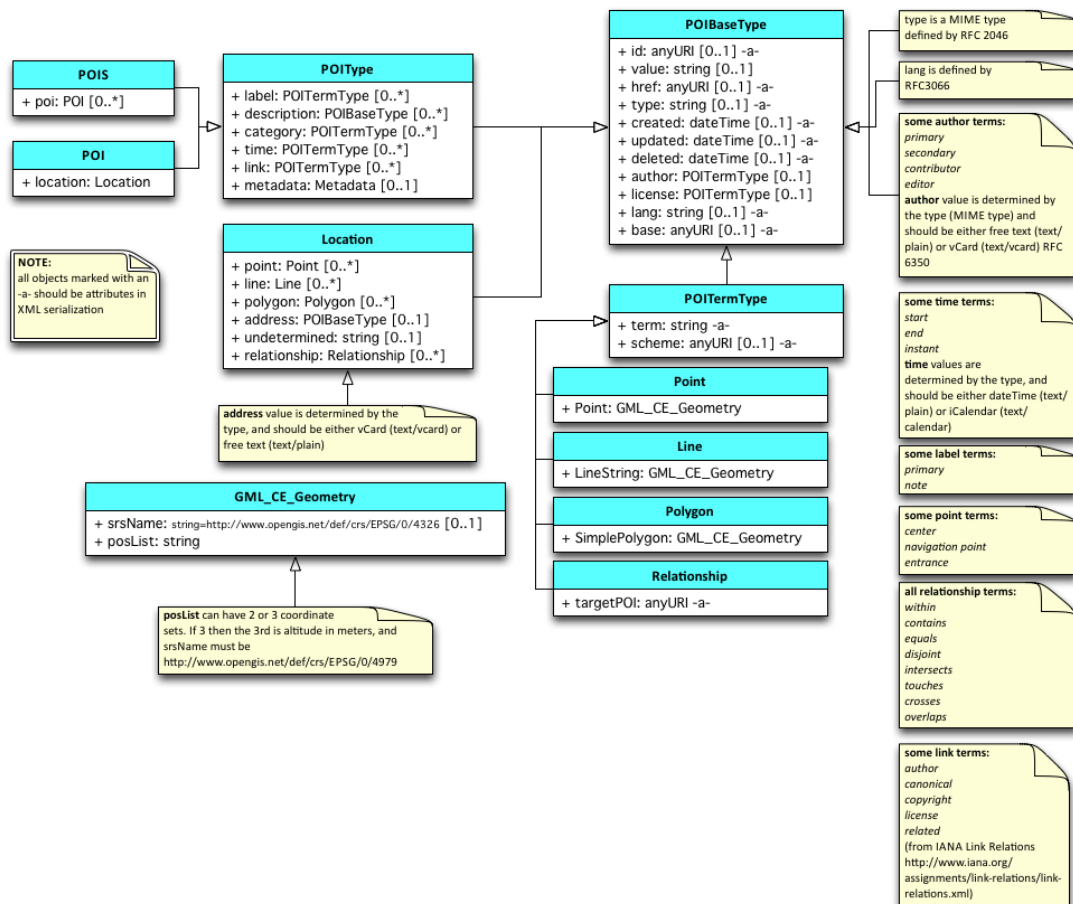 POIS
+ poi: POI [0..*]
POI
+ location: Location
POIType
+ label: POITermType [0..*]
+ description: POIBaseType [0..*]
+ category: POITermType [0..*]
+ time: POITermType [0..*]
+ link: POITermType [0..*]
+ metadata: Metadata [0..1]
POIBaseType
+ id: anyURI [0..1] -a-
+ value: string [0..1]
+ href: anyURI [0..1] -a-
+ type: string [0..1] -a-
+ created: dateTime [0..1] -a-
+ updated: dateTime [0..1] -a-
+ deleted: dateTime [0..1] -a-
+ author: POITermType [0..1]
+ license: POITermType [0..1]
+ lang: string [0..1] -a-
+ base: anyURI [0..1] -a-
type is a MIME type
defined by RFC 2046
lang is defined by
RFC3066
some author terms:
primary
secondary
contributor
editor
author value is determined by
the type (MIME type) and
should be either free text (text/
plain) or vCard (text/vcard) RFC
6350
NOTE:
all objects marked with an
-a- should be attributes in
XML serialization
Location
+ point: Point [0..*]
+ line: Line [0..*]
+ polygon: Polygon [0..*]
+ address: POIBaseType [0..1]
+ undetermined: string [0..1]
+ relationship: Relationship [0..*]
address value is determined by the
type, and should be either vCard (text/vcard) or
free text (text/plain)
POITermType
+ term: string -a-
+ scheme: anyURI [0..1] -a-
Point
+ Point: GML_CE_Geometry
Line
+ LineString: GML_CE_Geometry
Polygon
+ SimplePolygon: GML_CE_Geometry
Relationship
+ targetPOI: anyURI -a-
GML_CE_Geometry
+ srsName: string=http://www.opengis.net/def/crs/EPSG/0/4326 [0..1]
+ posList: string
posList can have 2 or 3 coordinate
sets. If 3 then the 3rd is altitude in meters, and
srsName must be
http://www.opengis.net/def/crs/EPSG/0/4979
some time terms:
start
end
instant
time values are
determined by the type, and
should be either dateTime (text/
plain) or iCalendar (text/
calendar)
some label terms:
primary
note
some point terms:
center
navigation point
entrance
all relationship terms:
within
contains
equals
disjoint
intersects
touches
crosses
overlaps
some link terms:
author
canonical
copyright
license
related
(from IANA Link Relations
http://www.iana.org/
assignments/link-relations/link-
relations.xml)